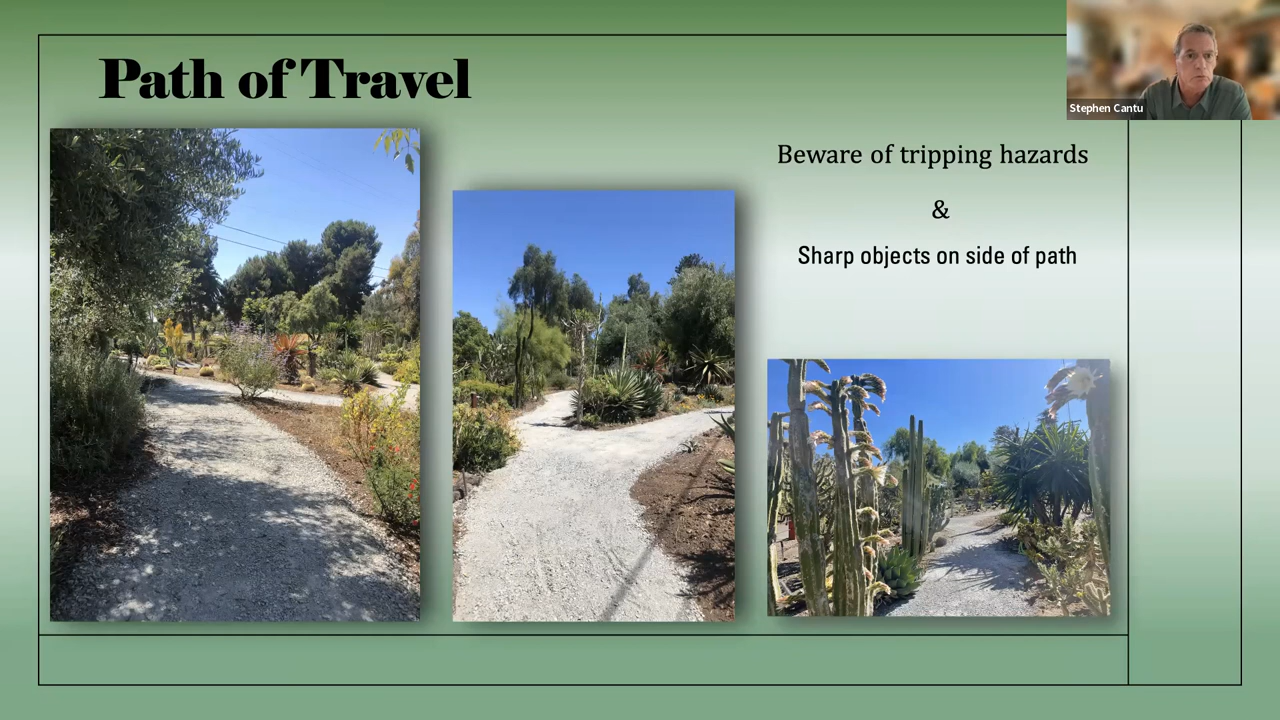 Path of Travel
Stephen Cantu
Beware of tripping hazards
&
Sharp objects on side of path